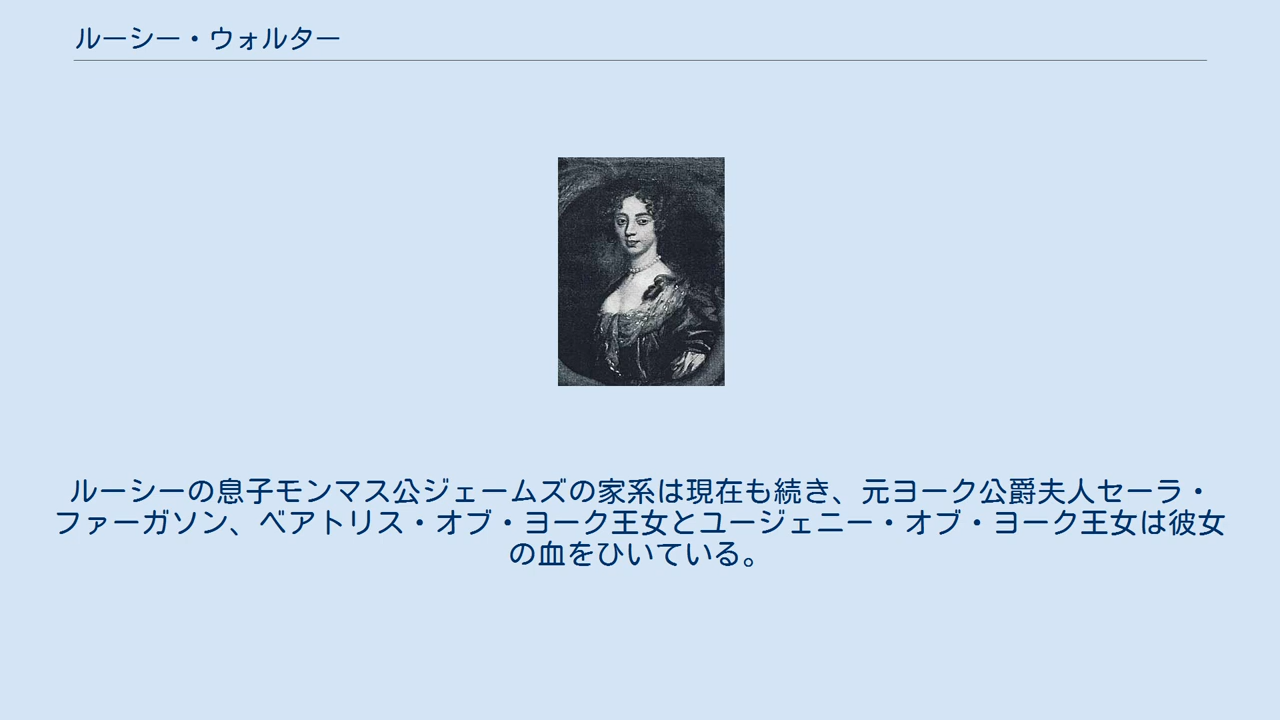 ルーシー・ウォルター
ルーシーの息子モンマス公ジェームズの家系は現在も続き、元ヨーク公爵夫人セーラ・
ファーガソン、ベアトリス・オブ・ヨーク王女とユージェニー・オブ・ヨーク王女は彼女
の血をひいている。